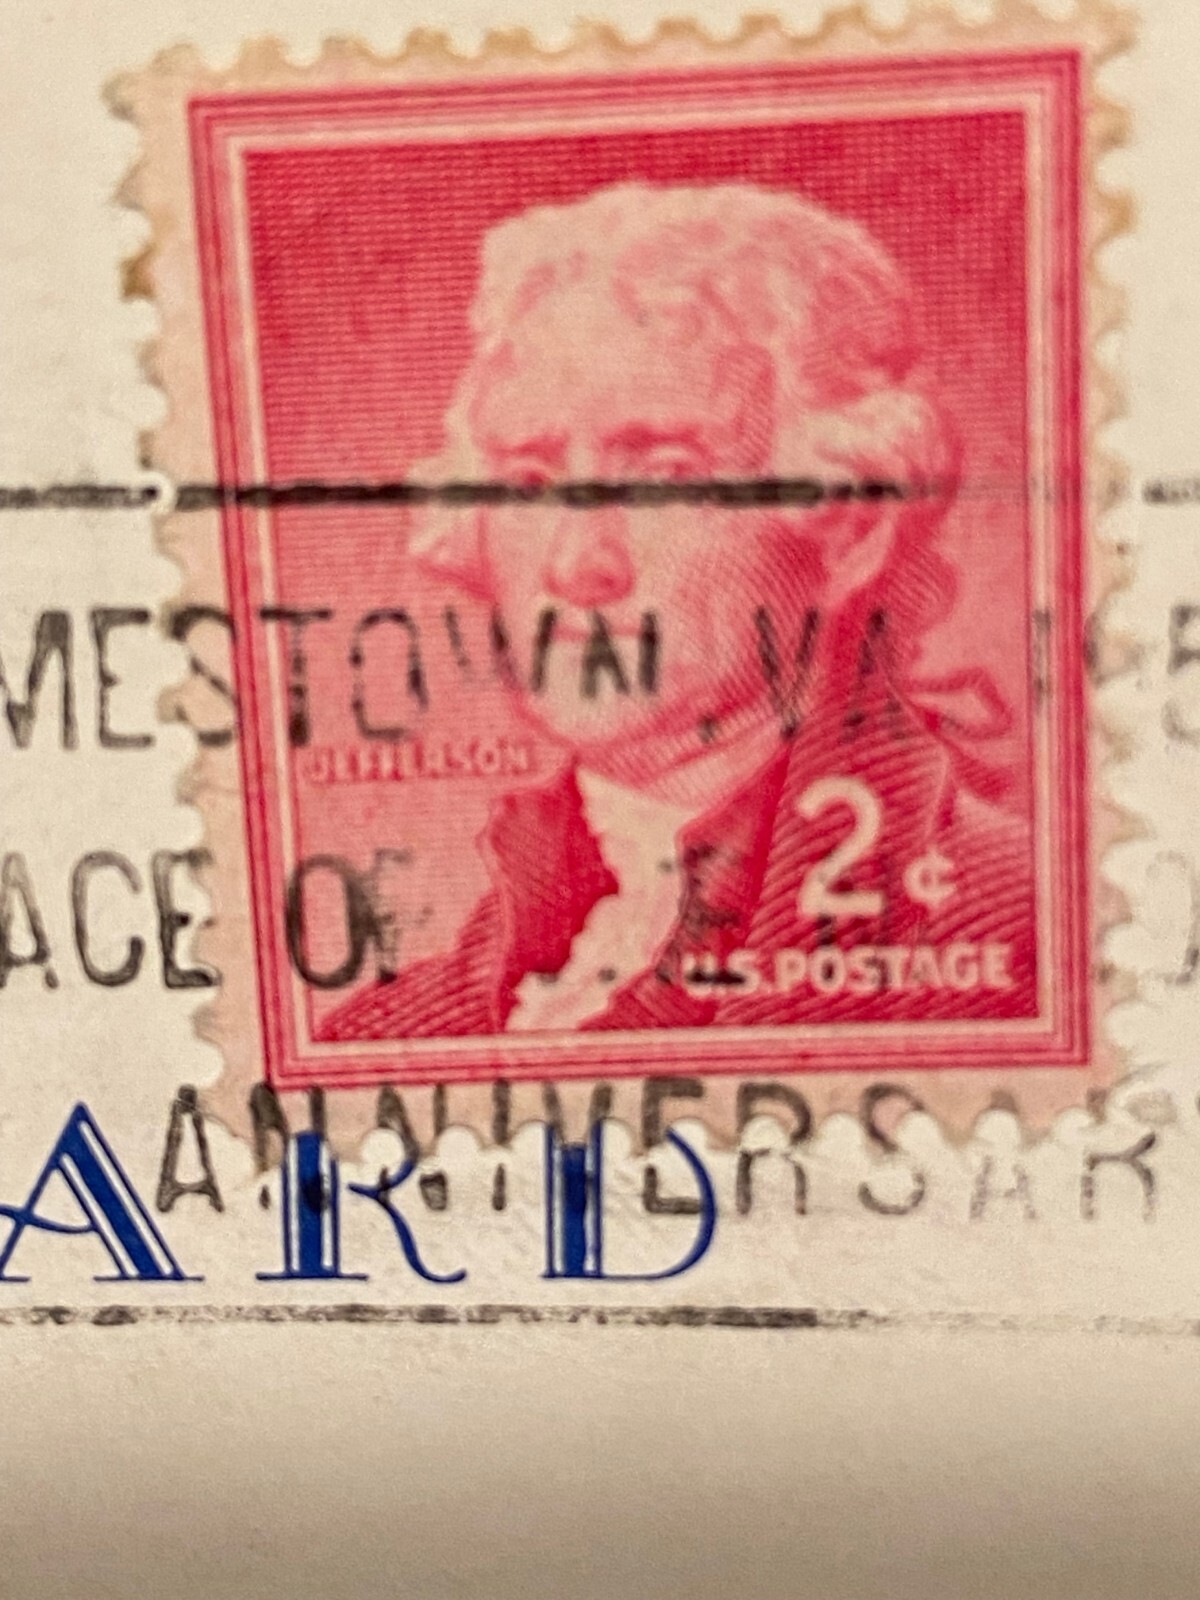 MESTOWN, VA
JEFFERSON
2¢
ACE OF
U.S. POSTAGE
ANNIVERSAR
ARD